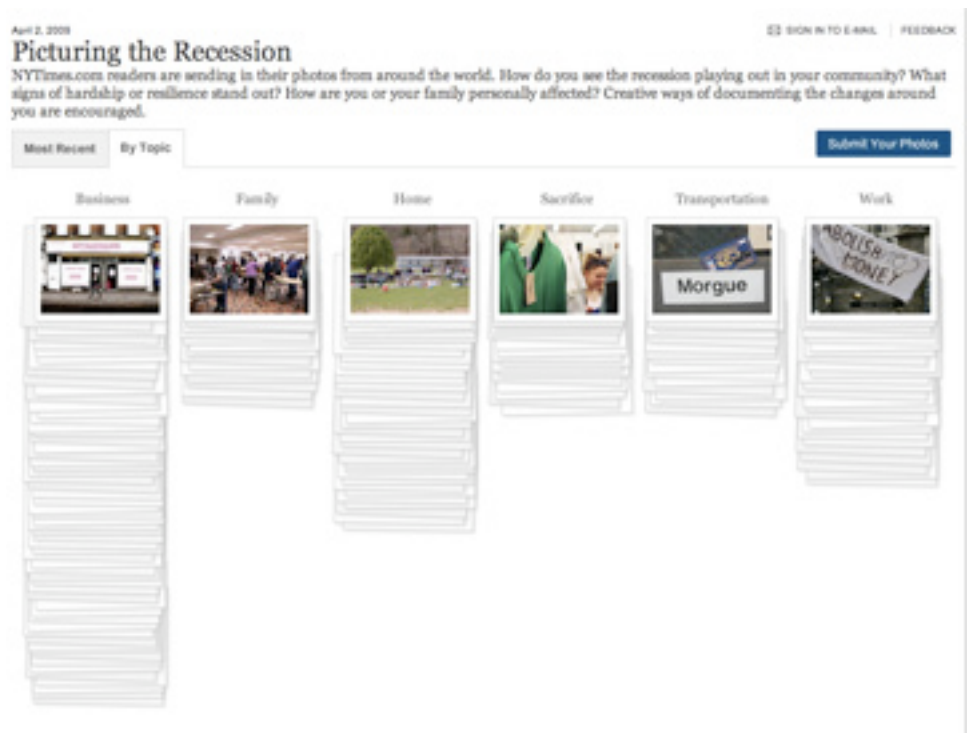 April 2, 2009
SIGN IN TO E-MAIL | FEEDBACK
Picturing the Recession
NYTimes.com readers are sending in their photos from around the world. How do you see the recession playing out in your community? What
signs of hardship or resilience stand out? How are you or your family personally affected? Creative ways of documenting the changes around
you are encouraged.
Most Recent
By Topic
Submit Your Photos
Business
Family
Home
Sacrifice
Transportation
Work
Morgue
ABOLISH
MONEY